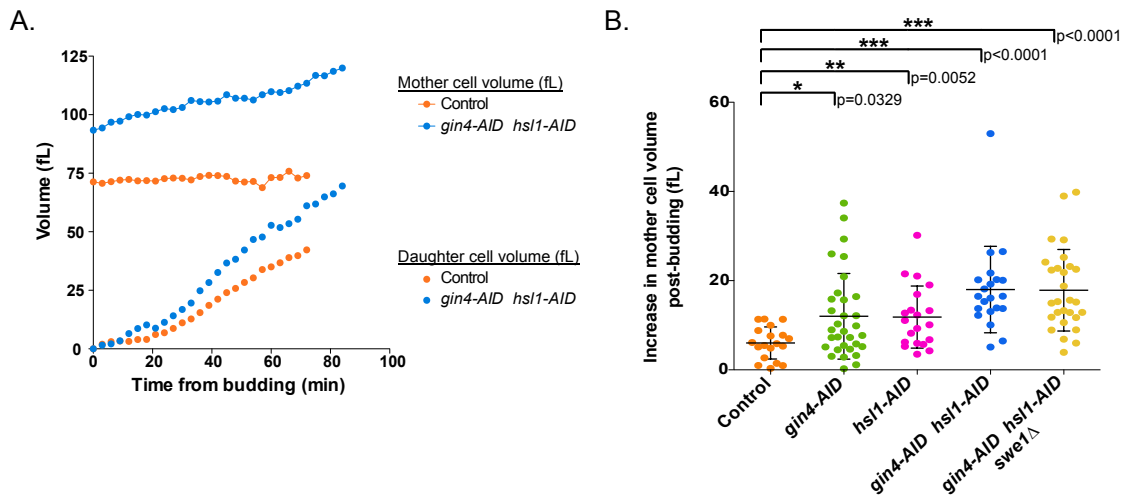 A.
125
100
75
50
25
0
Volume (fL)
0 20 40 60 80 100
Time from budding (min)
Mother cell volume (fL)
Control
gin4-AID hsl1-AID
Daughter cell volume (fL)
Control
gin4-AID hsl1-AID
B.
***
p<0.0001
***
p<0.0001
**
p=0.0052
*
p=0.0329
60
40
20
0
Increase in mother cell volume
post-budding (fL)
Control
gin4-AID
hsl1-AID
gin4-AID hsl1-AID
gin4-AID hsl1-AID
swe1Δ